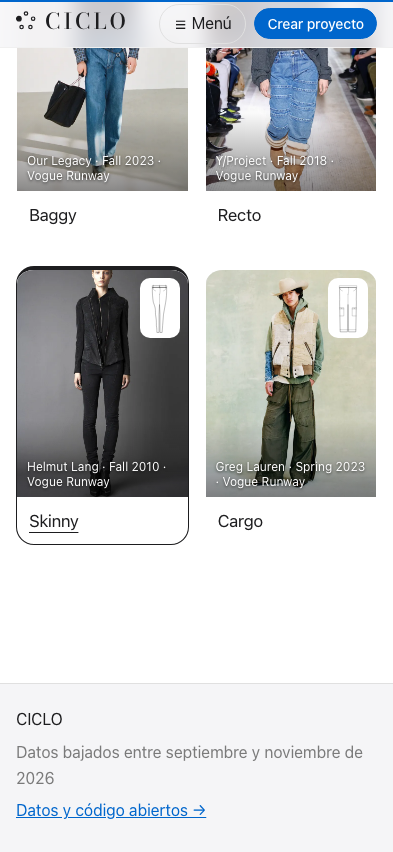 CICLO
≡ Menú
Crear proyecto
Our Legacy · Fall 2023 ·
Vogue Runway
Y/Project · Fall 2018 ·
Vogue Runway
Baggy
Recto
Helmut Lang · Fall 2010 ·
Vogue Runway
Greg Lauren · Spring 2023
· Vogue Runway
Skinny
Cargo
CICLO
Datos bajados entre septiembre y noviembre de
2026
Datos y código abiertos →